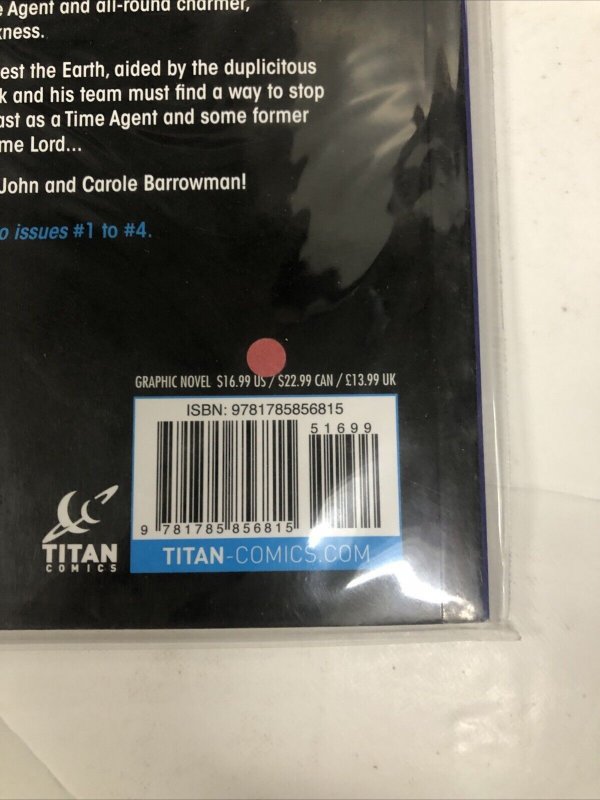 Agent and all-round charmer,
kness.
est the Earth, aided by the duplicitous
k and his team must find a way to stop
ast as a Time Agent and some former
me Lord...
John and Carole Barrowman!
o issues #1 to #4.
GRAPHIC NOVEL $16.99 US / $22.99 CAN / £13.99 UK
ISBN: 9781785856815
51699
9 781785 856815
TITAN
COMICS
TITAN-COMICS.COM